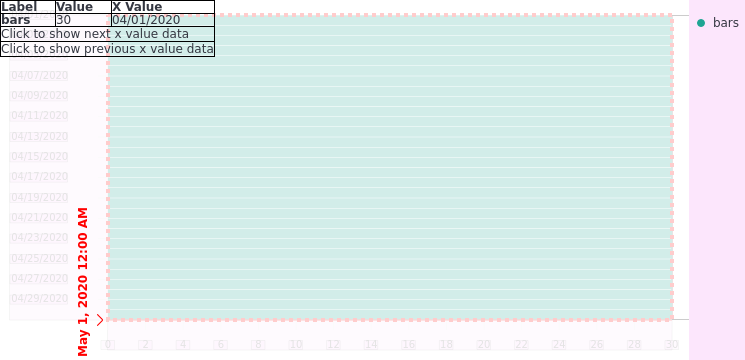 Label Value X Value
bars 30 04/01/2020
Click to show next x value data
Click to show previous x value data
bars
04/07/2020
04/09/2020
04/11/2020
04/13/2020
04/15/2020
04/17/2020
04/19/2020
04/21/2020
04/23/2020
04/25/2020
04/27/2020
04/29/2020
May 1, 2020 12:00 AM
0 2 4 6 8 10 12 14 16 18 20 22 24 26 28 30